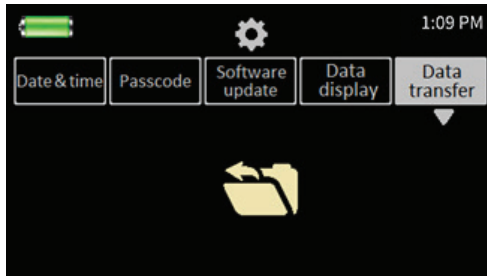 1:09 PM
Date & time
Passcode
Software
update
Data
display
Data
transfer